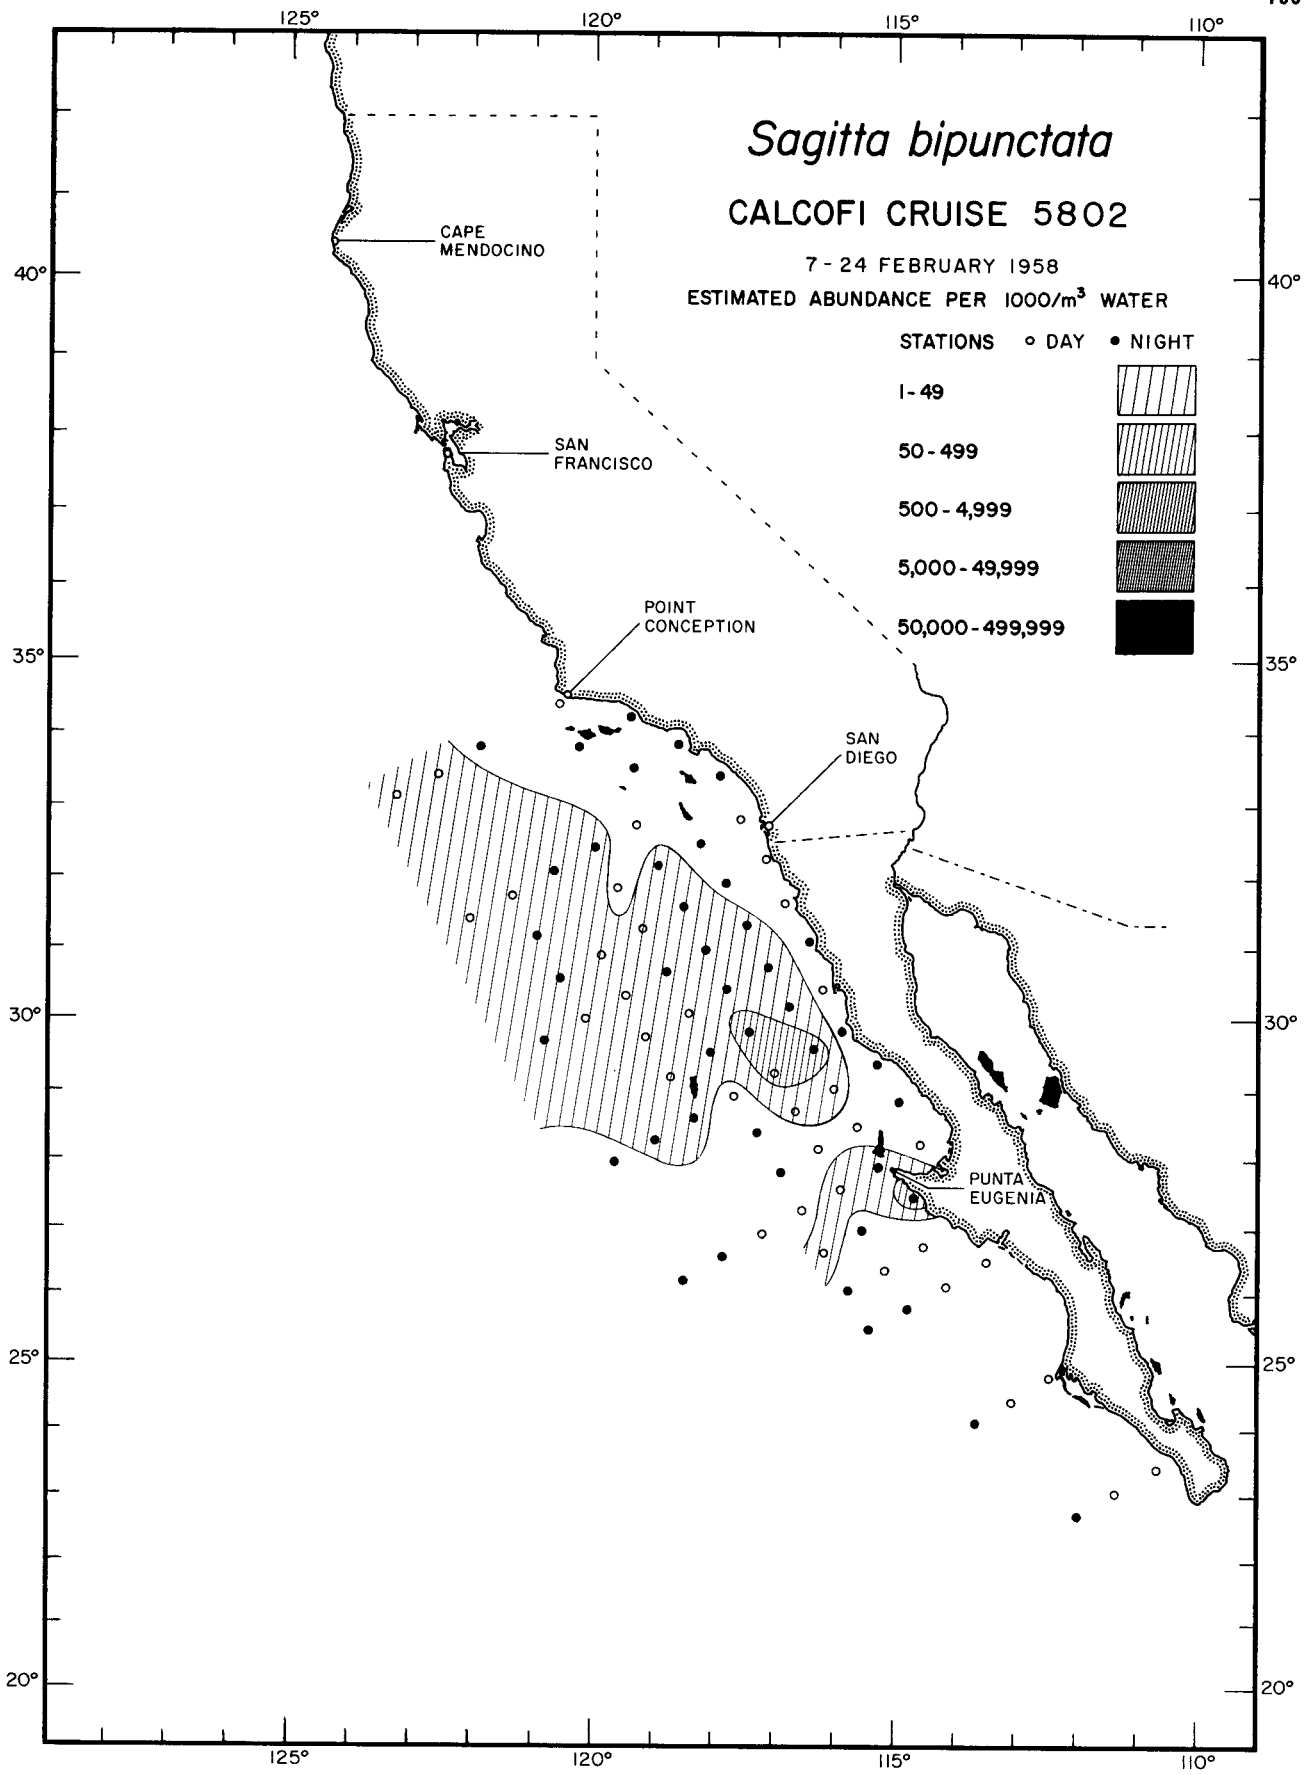 125° 120° 115° 110°
Sagitta bipunctata
CALCOFI CRUISE 5802
7-24 FEBRUARY 1958
ESTIMATED ABUNDANCE PER 1000/m³ WATER
STATIONS ○ DAY ● NIGHT
1-49
50-499
500-4,999
5,000-49,999
50,000-499,999
CAPE
MENDOCINO
40° 40°
SAN
FRANCISCO
POINT
CONCEPTION
35° 35°
SAN
DIEGO
30° 30°
PUNTA
EUGENIA
25° 25°
20° 20°
125° 120° 115° 110°